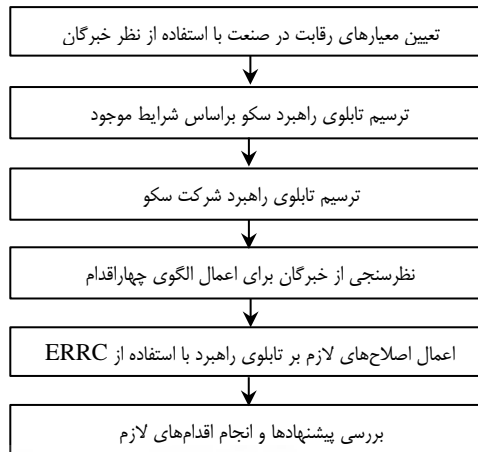 تعیین معیارهای رقابت در صنعت با استفاده از نظر خبرگان
ترسیم تابلوی راهبرد سکو براساس شرایط موجود
ترسیم تابلوی راهبرد شرکت سکو
نظرسنجی از خبرگان برای اعمال الگوی چهاراقدام
اعمال اصلاح‌های لازم بر تابلوی راهبرد با استفاده از ERRC
بررسی پیشنهادها و انجام اقدام‌های لازم